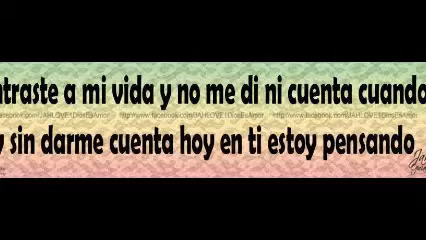 ntraste a mi vida y no me di ni cuenta cuando
y sin darme cuenta hoy en ti estoy pensando